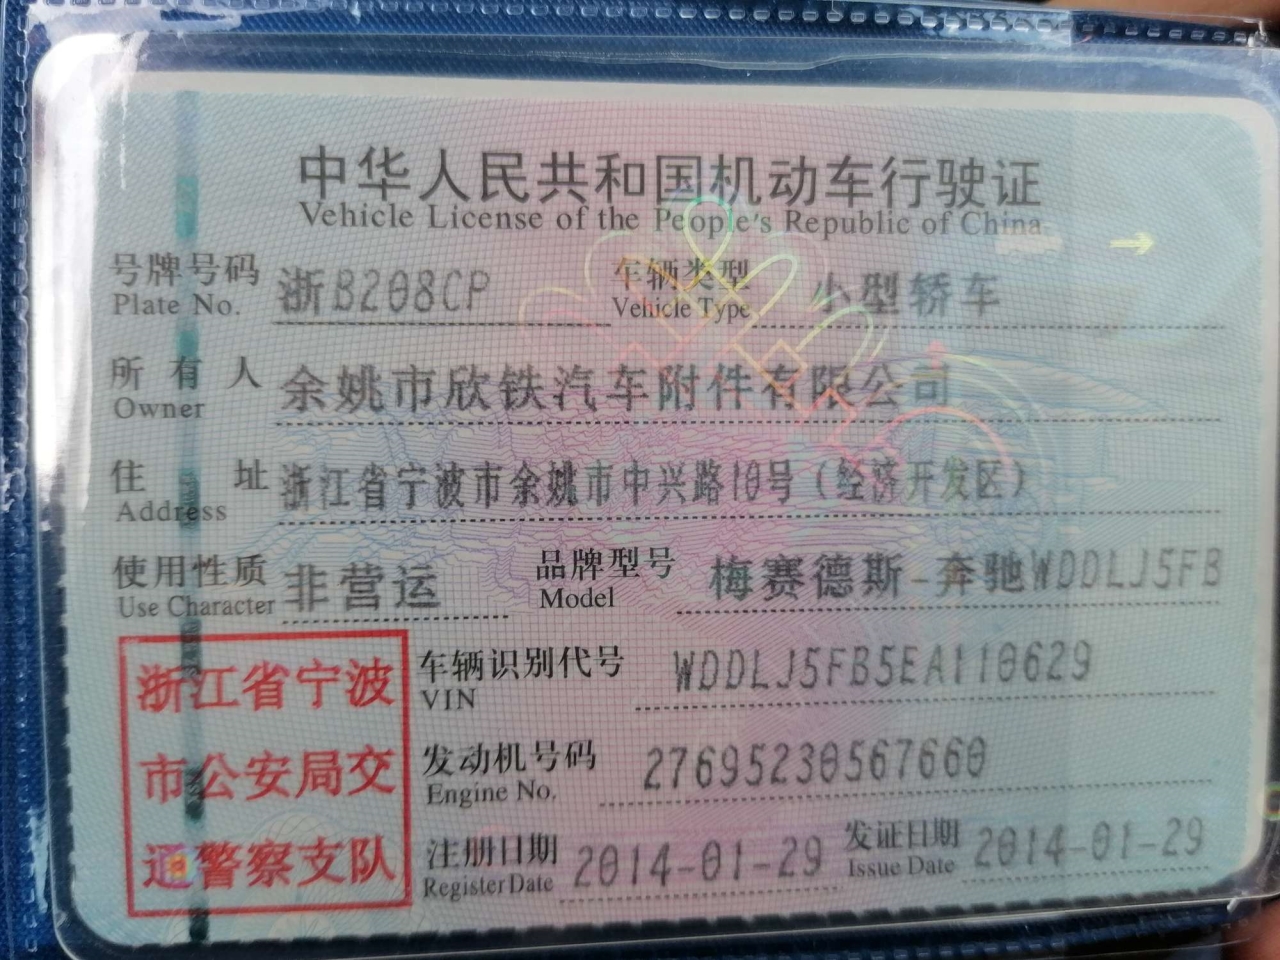 中华人民共和国机动车行驶证
Vehicle License of the People's Republic of China
号牌号码 浙B208CP 车辆类型 小型轿车
Plate No. Vehicle Type
所有人 余姚市欣铁汽车附件有限公司
Owner
住址 浙江省宁波市余姚市中兴路10号（经济开发区）
Address
使用性质 非营运 品牌型号 梅赛德斯-奔驰WDDLJ5FB
Use Character Model
浙江省宁波 车辆识别代号 WDDLJ5FB5EA110629
VIN
市公安局交 发动机号码 27695230567660
Engine No.
通警察支队 注册日期 2014-01-29 发证日期 2014-01-29
Register Date Issue Date